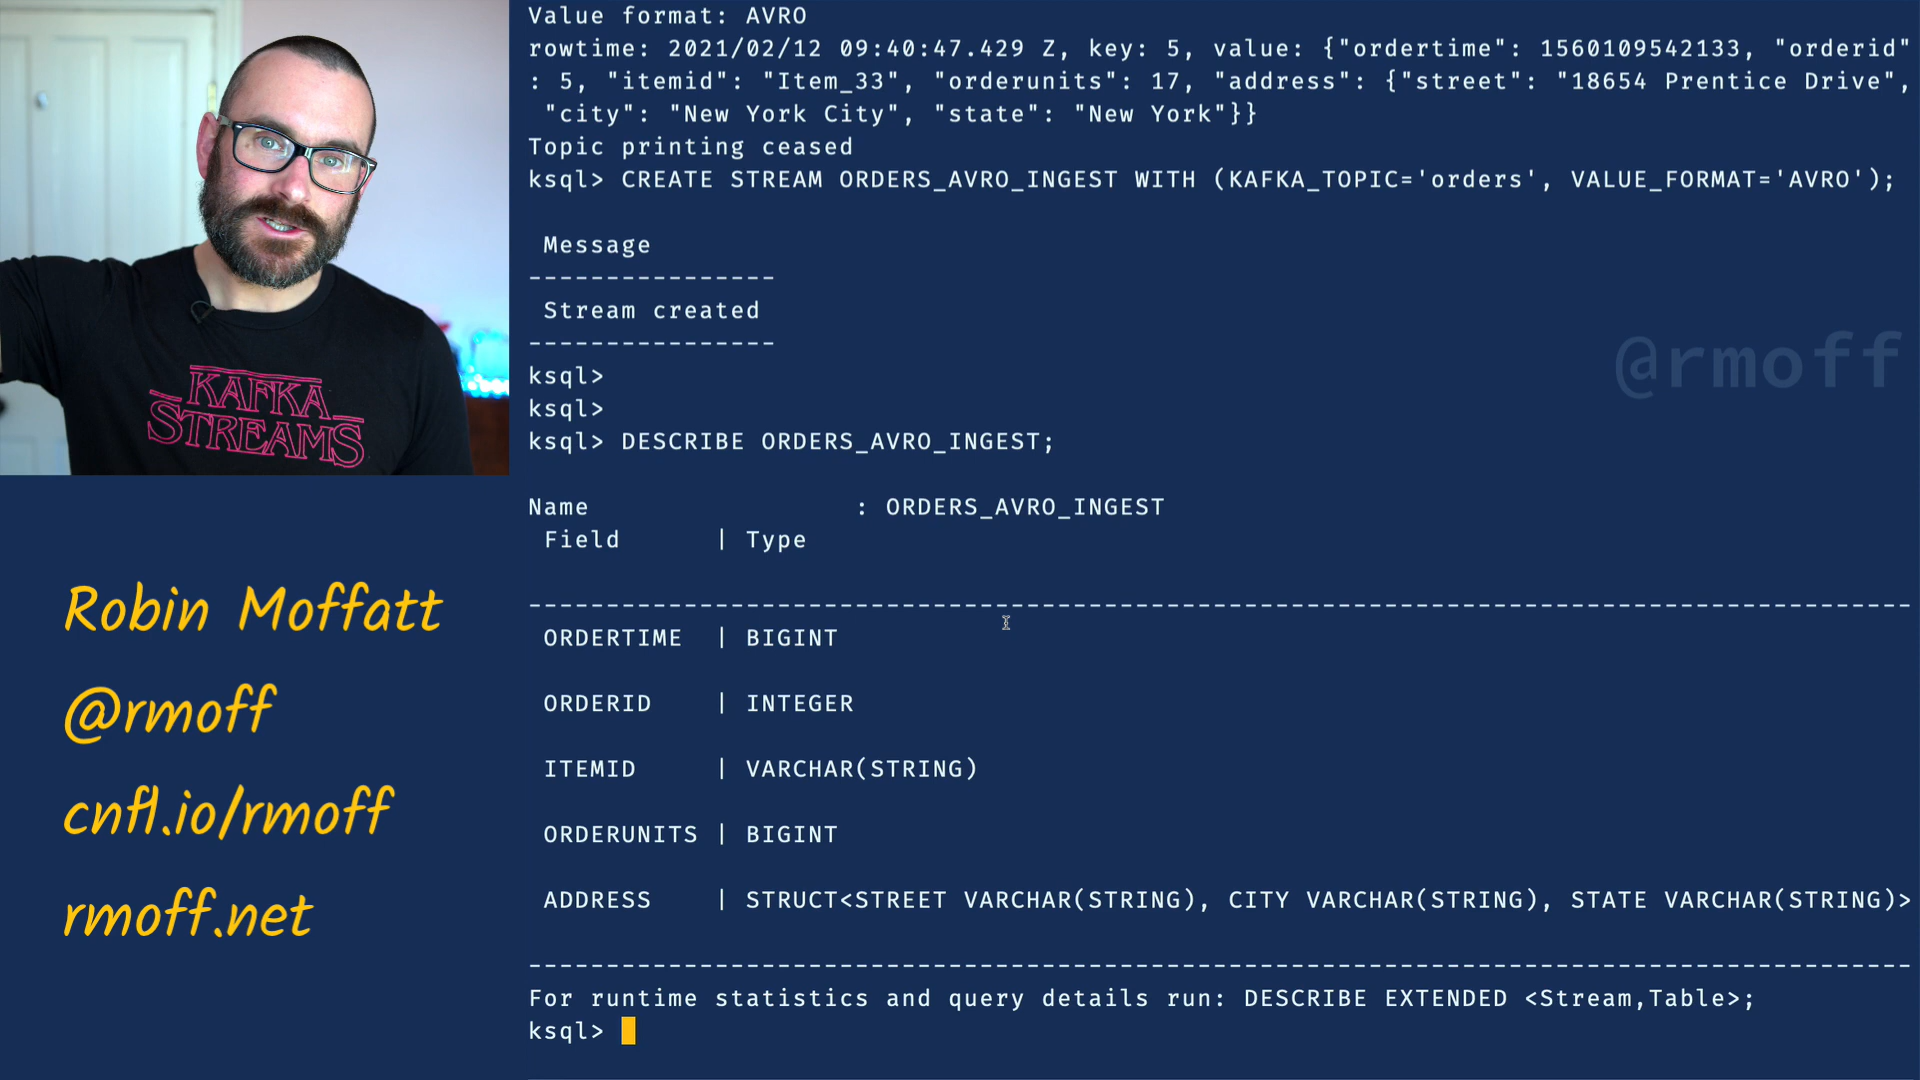 Value format: AVRO
rowtime: 2021/02/12 09:40:47.429 Z, key: 5, value: {"ordertime": 1560109542133, "orderid"
: 5, "itemid": "Item_33", "orderunits": 17, "address": {"street": "18654 Prentice Drive",
"city": "New York City", "state": "New York"}}
Topic printing ceased
ksql> CREATE STREAM ORDERS_AVRO_INGEST WITH (KAFKA_TOPIC='orders', VALUE_FORMAT='AVRO');
Message
----------------
Stream created
----------------
ksql>
ksql>
ksql> DESCRIBE ORDERS_AVRO_INGEST;
Name : ORDERS_AVRO_INGEST
Field | Type
-----------------------------------------------------------------------------------------
ORDERTIME | BIGINT
ORDERID | INTEGER
ITEMID | VARCHAR(STRING)
ORDERUNITS | BIGINT
ADDRESS | STRUCT<STREET VARCHAR(STRING), CITY VARCHAR(STRING), STATE VARCHAR(STRING)>
-----------------------------------------------------------------------------------------
For runtime statistics and query details run: DESCRIBE EXTENDED <Stream,Table>;
ksql>
@rmoff
KAFKA
STREAMS
Robin Moffatt
@rmoff
cnfl.io/rmoff
rmoff.net